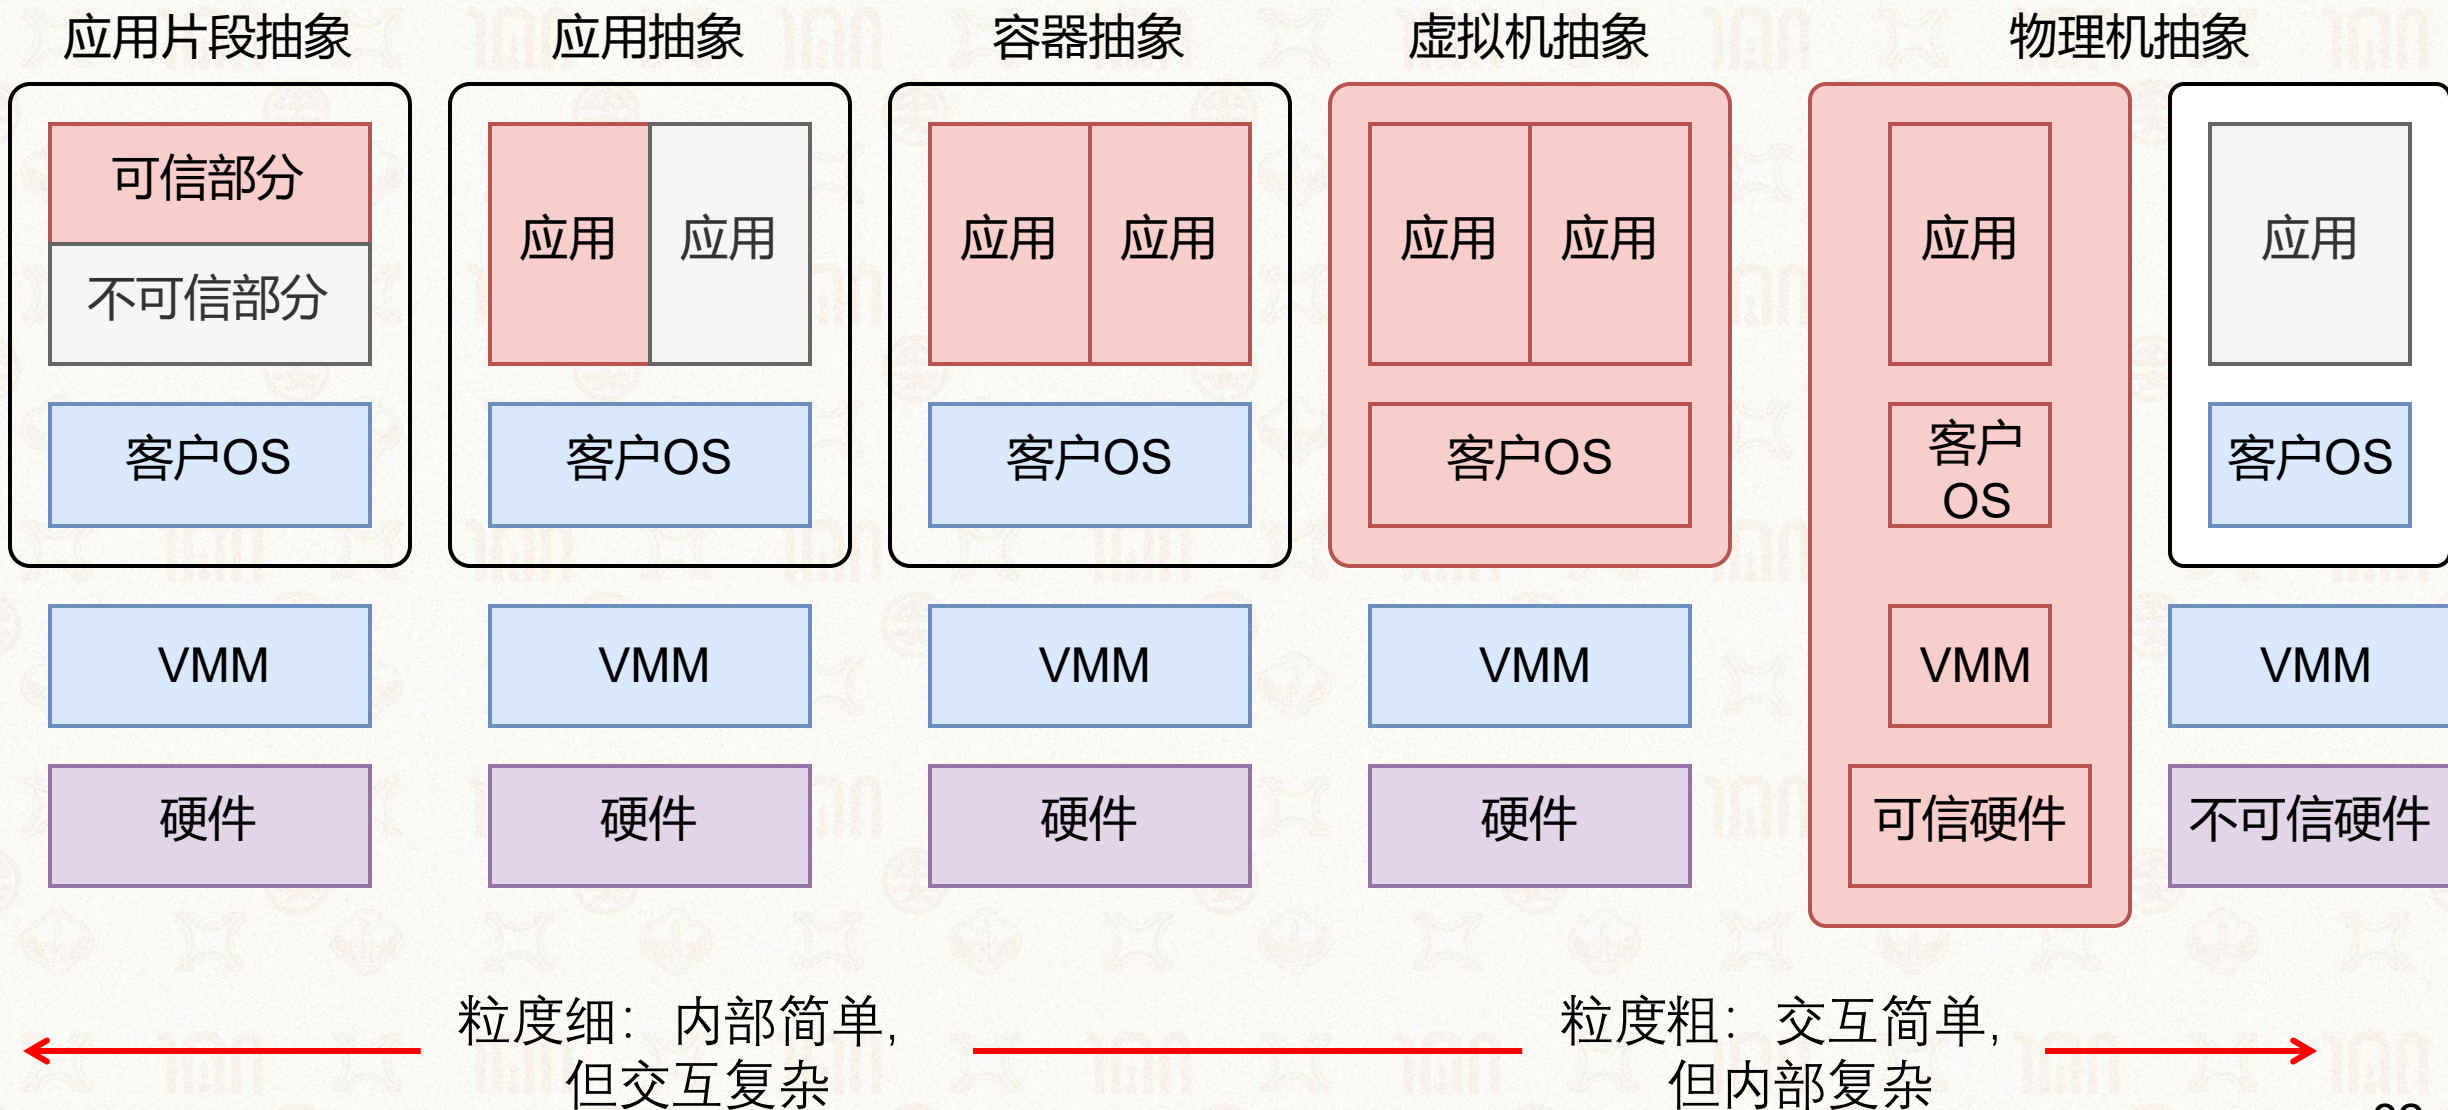 应用片段抽象
应用抽象
容器抽象
虚拟机抽象
物理机抽象
可信部分
不可信部分
应用
应用
应用
应用
应用
应用
应用
应用
客户OS
客户OS
客户OS
客户OS
客户
OS
客户OS
VMM
VMM
VMM
VMM
VMM
VMM
硬件
硬件
硬件
硬件
可信硬件
不可信硬件
粒度细：内部简单,
但交互复杂
粒度粗：交互简单,
但内部复杂